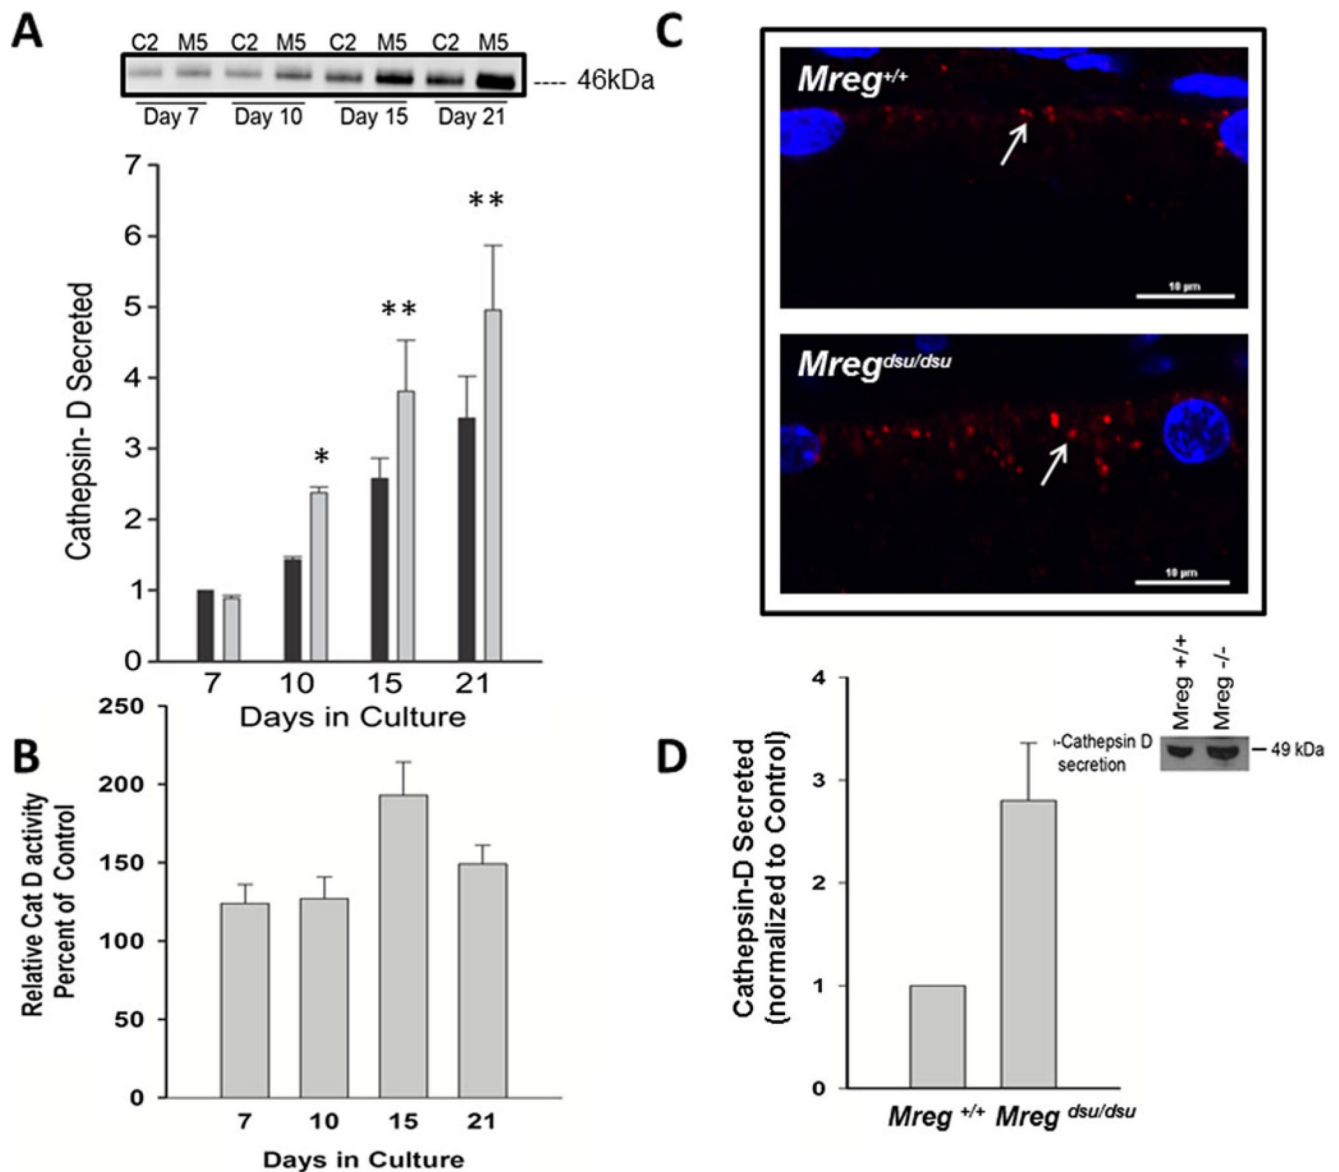 A
C2 M5 C2 M5 C2 M5 C2 M5
---- 46kDa
Day 7 Day 10 Day 15 Day 21
Cathepsin- D Secreted
7
6
5
4
3
2
1
0
*
**
**
7 10 15 21
Days in Culture
B
Relative Cat D activity
Percent of Control
250
200
150
100
50
0
7 10 15 21
Days in Culture
C
Mreg+/+
10 µm
Mregdsu/dsu
10 µm
D
Cathepsin-D Secreted
(normalized to Control)
4
3
2
1
0
Mreg +/+ Mreg dsu/dsu
Mreg +/+
Mreg -/-
-Cathepsin D
secretion
49 kDa